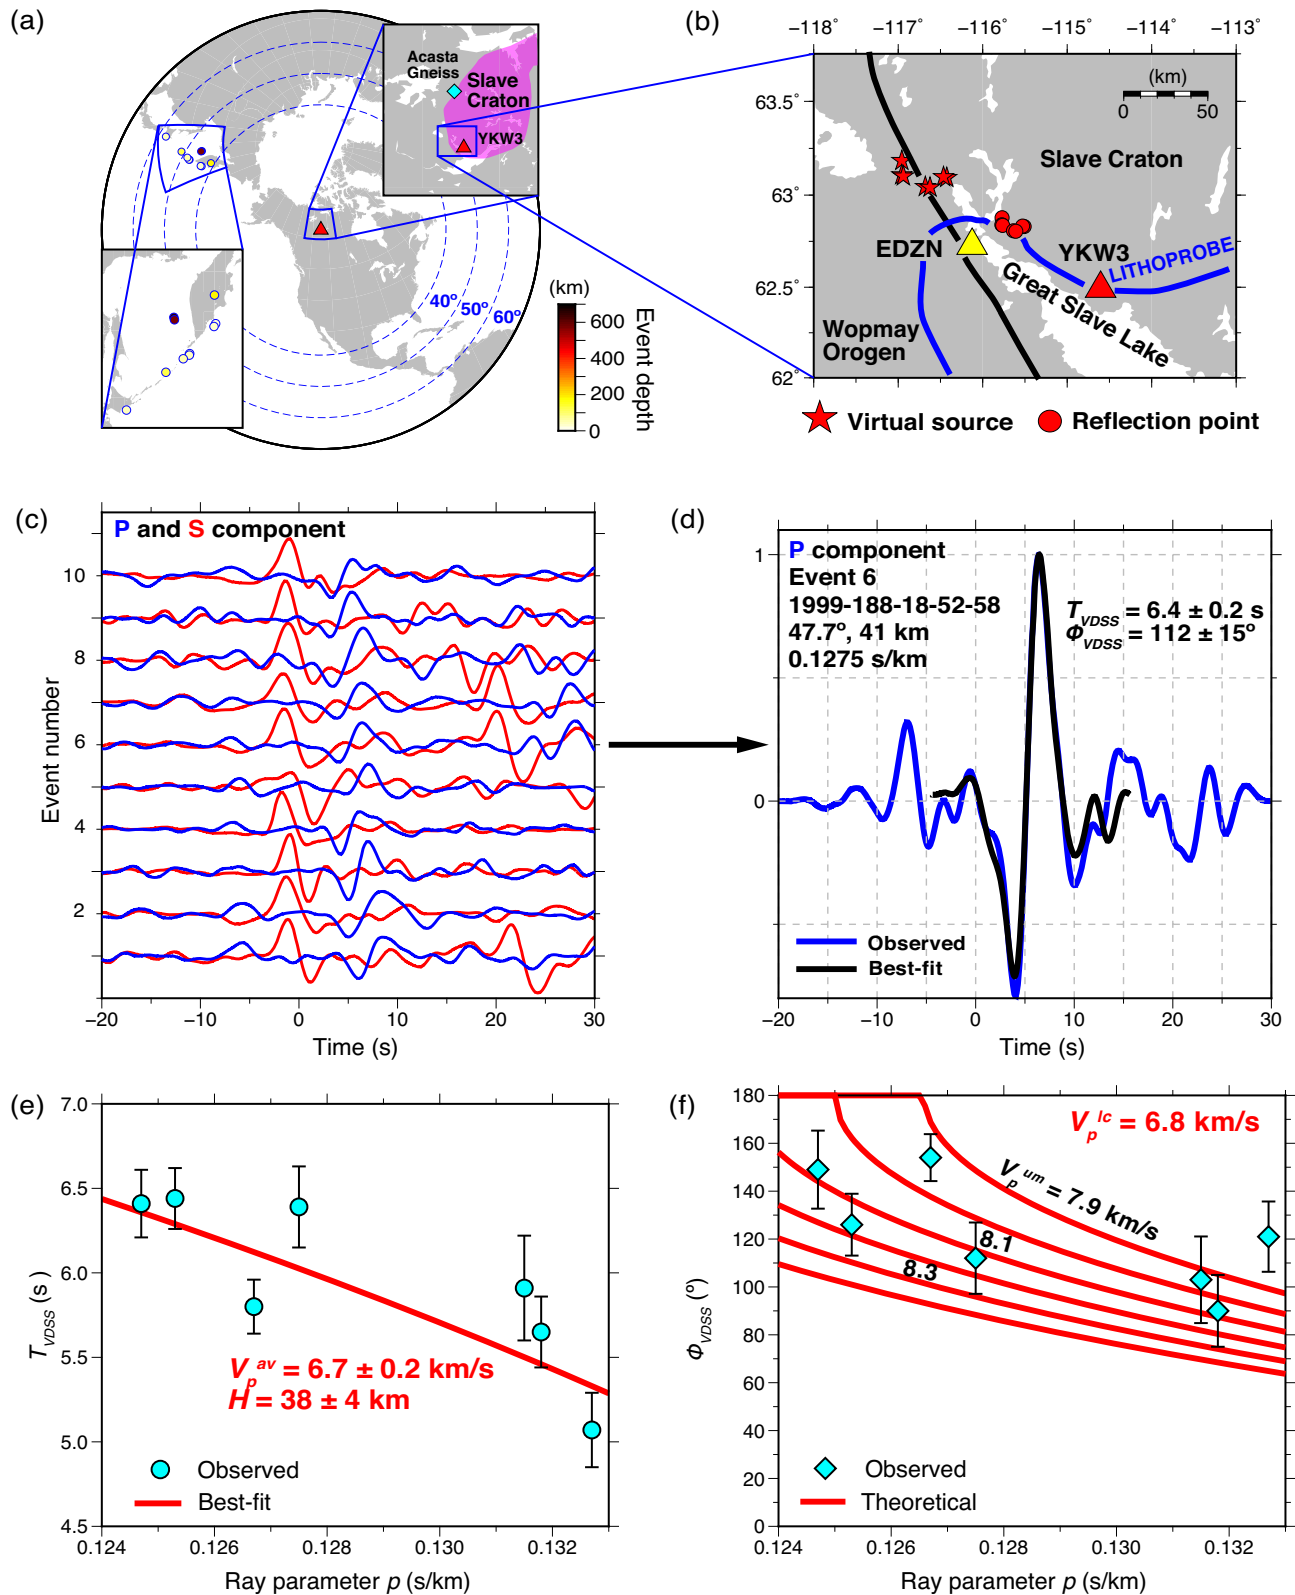 (a)
Acasta
Gneiss
Slave
Craton
YKW3
40° 50° 60°
(km)
600
400
200
0
Event depth
(b)
−118° −117° −116° −115° −114° −113°
63.5°
63°
62.5°
62°
(km)
0 50
Slave Craton
EDZN
YKW3
LITHOPROBE
Great Slave Lake
Wopmay
Orogen
Virtual source
Reflection point
(c)
P and S component
10
8
6
4
2
Event number
−20 −10 0 10 20 30
Time (s)
(d)
P component
Event 6
1999-188-18-52-58
47.7°, 41 km
0.1275 s/km
T_VDSS = 6.4 ± 0.2 s
Φ_VDSS = 112 ± 15°
1
0
Observed
Best-fit
−20 −10 0 10 20 30
Time (s)
(e)
7.0
6.5
6.0
5.5
5.0
4.5
T_VDSS (s)
V_p^av = 6.7 ± 0.2 km/s
H = 38 ± 4 km
Observed
Best-fit
0.124 0.126 0.128 0.130 0.132
Ray parameter p (s/km)
(f)
180
160
140
120
100
80
60
40
20
0
Φ_VDSS (°)
V_p^lc = 6.8 km/s
V_p^um = 7.9 km/s
8.1
8.3
Observed
Theoretical
0.124 0.126 0.128 0.130 0.132
Ray parameter p (s/km)